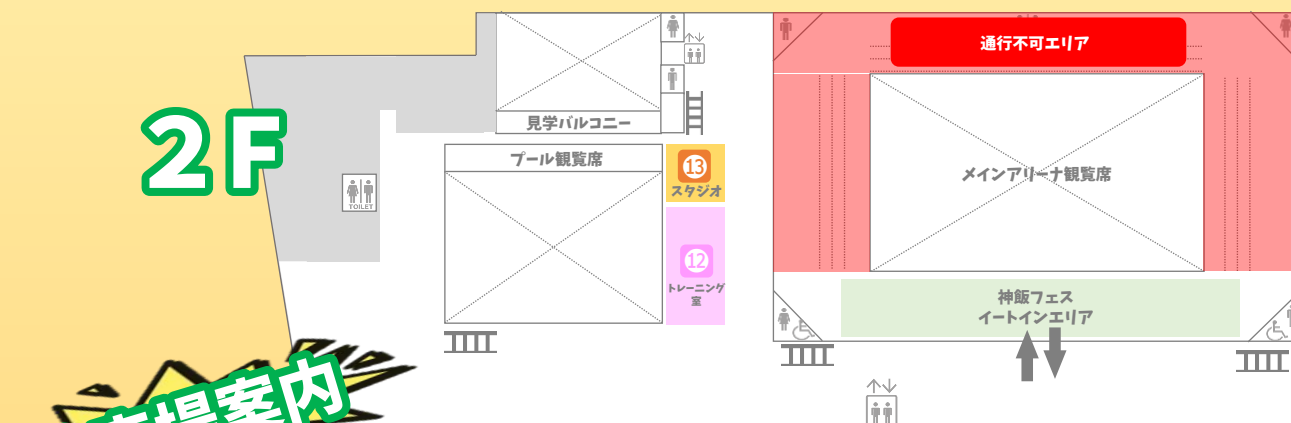 2F
見学バルコニー
プール観覧席
13
スタジオ
12
トレーニング
室
TOILET
通行不可エリア
メインアリーナ観覧席
神飯フェス
イートインエリア
場案内